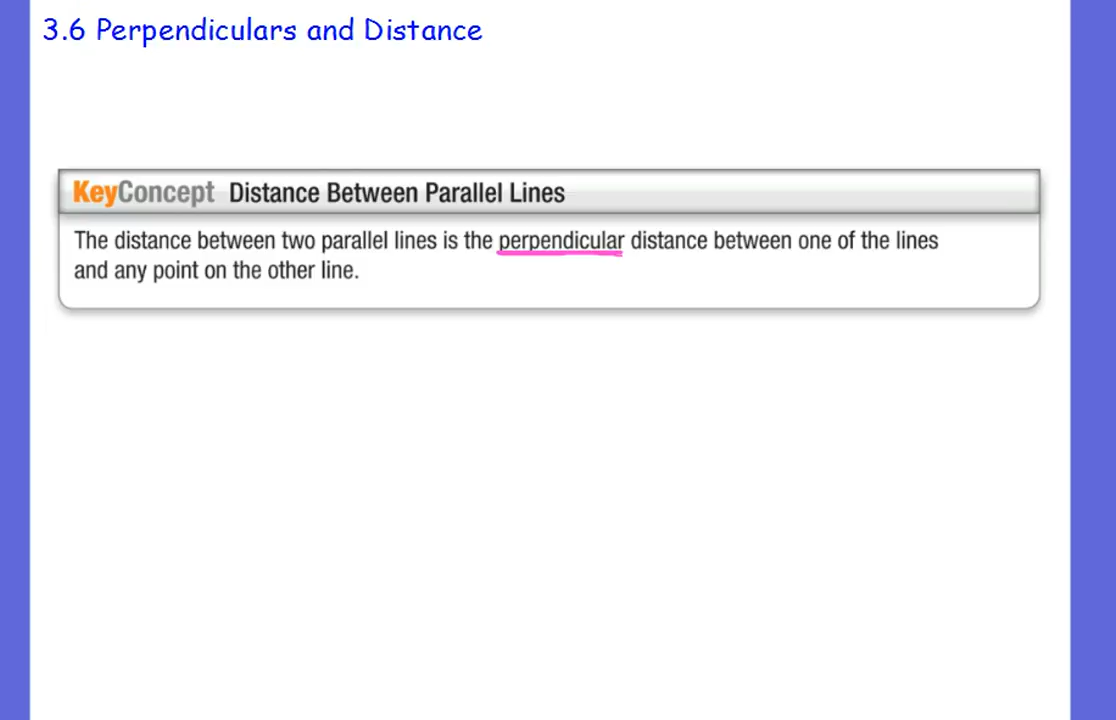 3.6 Perpendiculars and Distance
KeyConcept Distance Between Parallel Lines
The distance between two parallel lines is the perpendicular distance between one of the lines
and any point on the other line.